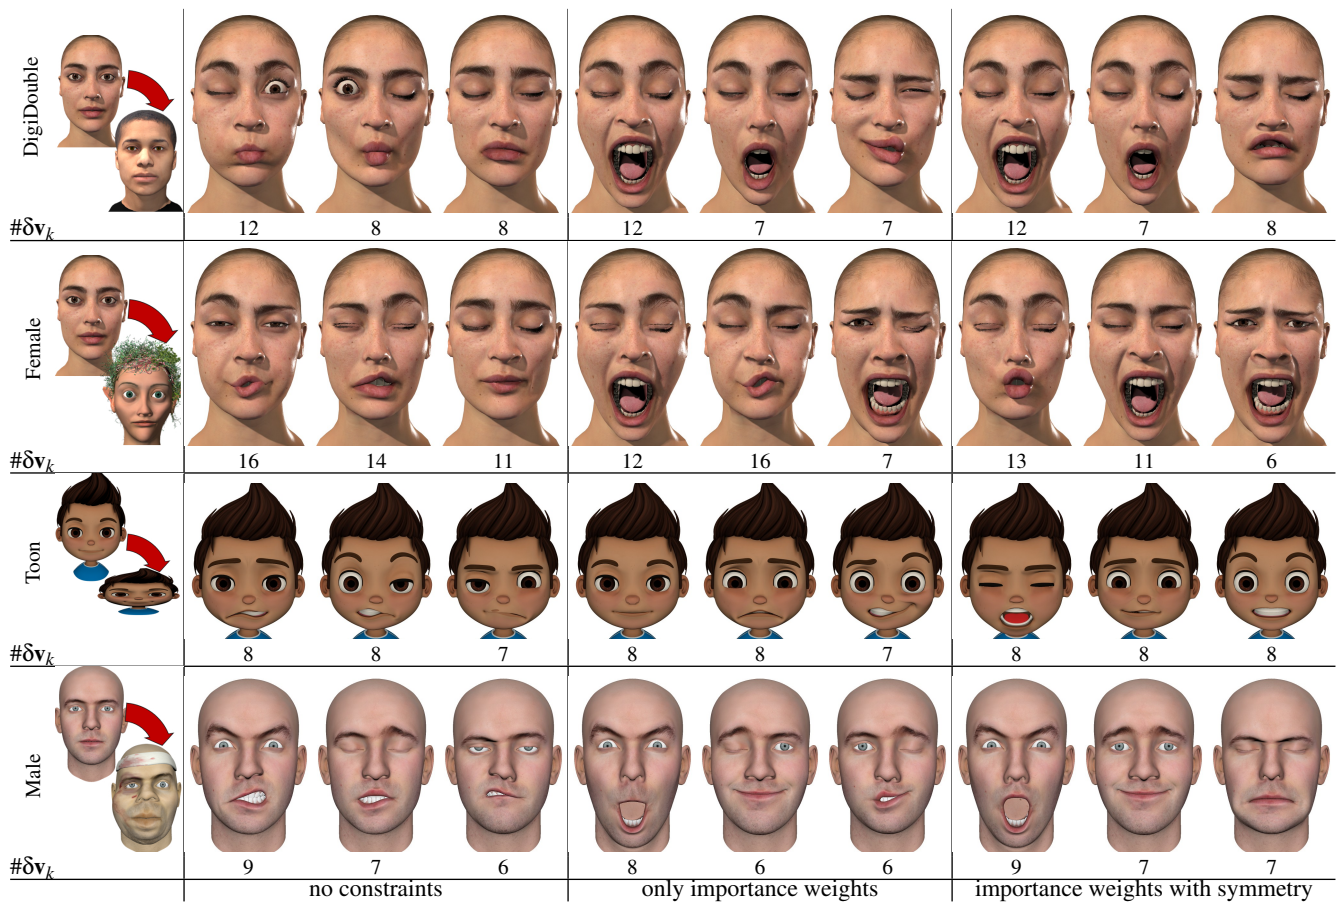 DigiDouble
#δv_k 12 8 8 12 7 7 12 7 8
Female
#δv_k 16 14 11 12 16 7 13 11 6
Toon
#δv_k 8 8 7 8 8 7 8 8 8
Male
#δv_k 9 7 6 8 6 6 9 7 7
no constraints only importance weights importance weights with symmetry